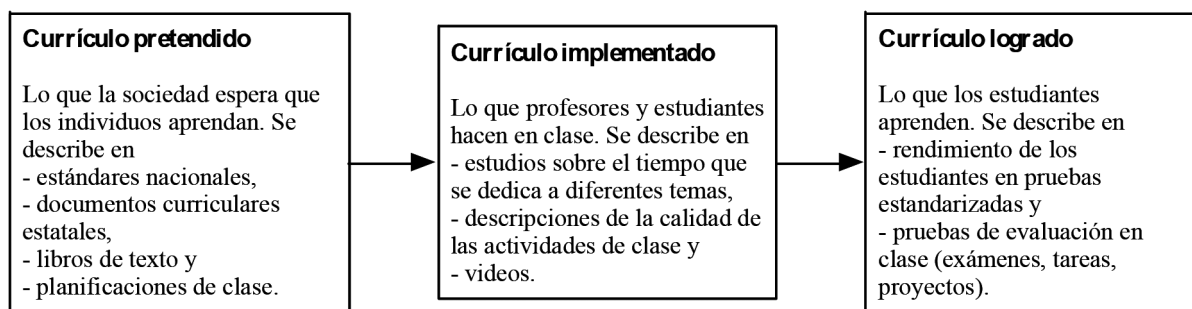 Currículo pretendido
Lo que la sociedad espera que
los individuos aprendan. Se
describe en
- estándares nacionales,
- documentos curriculares
estatales,
- libros de texto y
- planificaciones de clase.
Currículo implementado
Lo que profesores y estudiantes
hacen en clase. Se describe en
- estudios sobre el tiempo que
se dedica a diferentes temas,
- descripciones de la calidad de
las actividades de clase y
- videos.
Currículo logrado
Lo que los estudiantes
aprenden. Se describe en
- rendimiento de los
estudiantes en pruebas
estandarizadas y
- pruebas de evaluación en
clase (exámenes, tareas,
proyectos).